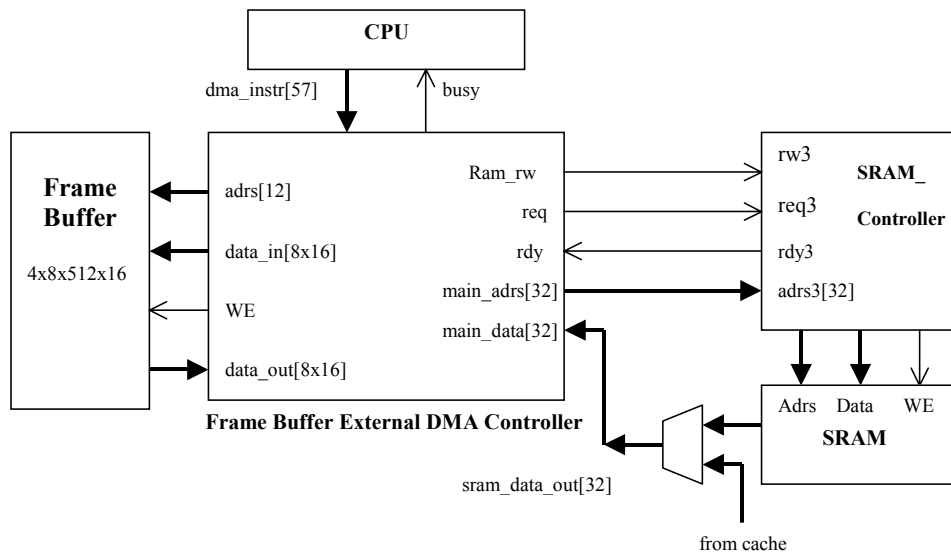 CPU
dma_instr[57]
busy
Frame
Buffer
4x8x512x16
adrs[12]
data_in[8x16]
WE
data_out[8x16]
Ram_rw
req
rdy
main_adrs[32]
main_data[32]
Frame Buffer External DMA Controller
rw3
SRAM_
req3
Controller
rdy3
adrs3[32]
Adrs Data WE
SRAM
sram_data_out[32]
from cache